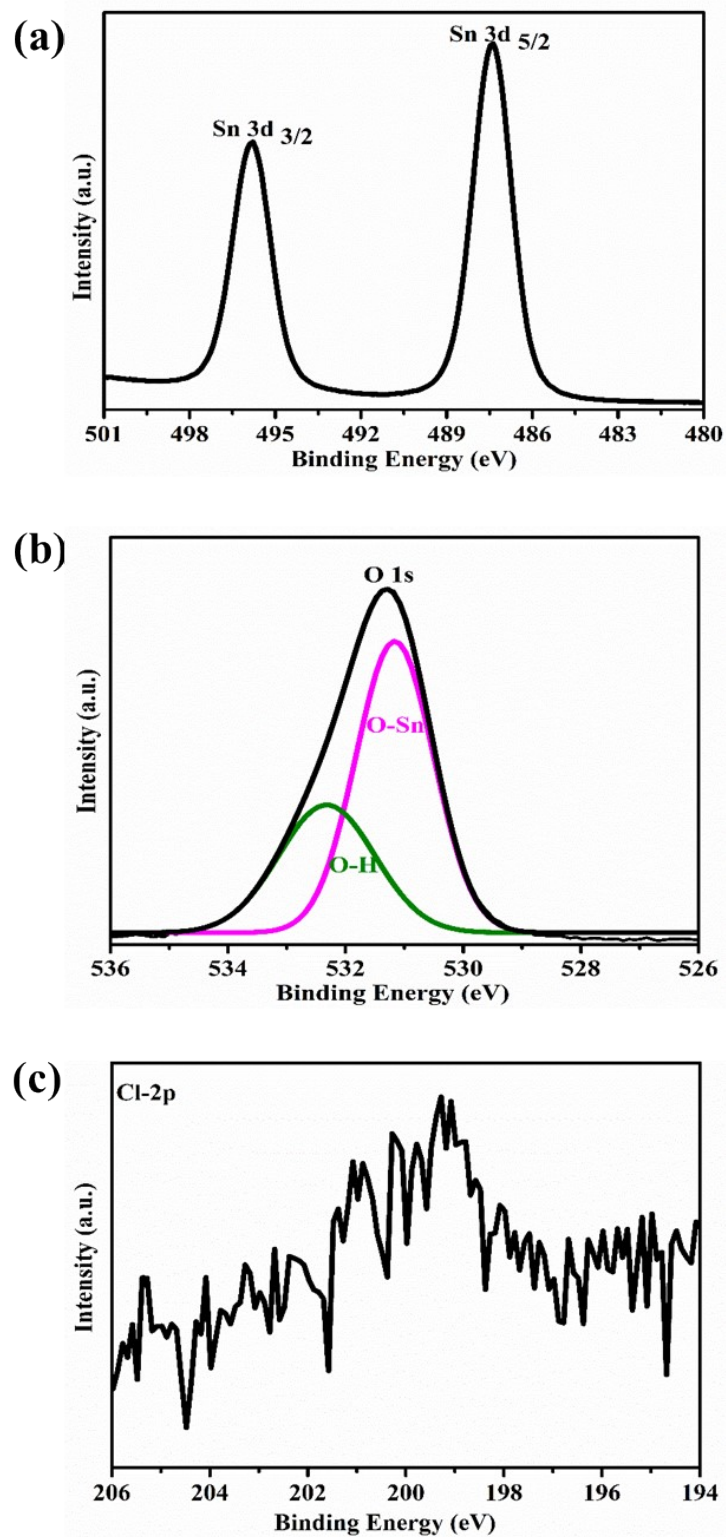 (a)
Sn 3d 5/2
Sn 3d 3/2
Intensity (a.u.)
501 498 495 492 489 486 483 480
Binding Energy (eV)
(b)
O 1s
O-Sn
O-H
Intensity (a.u.)
536 534 532 530 528 526
Binding Energy (eV)
(c)
Cl-2p
Intensity (a.u.)
206 204 202 200 198 196 194
Binding Energy (eV)